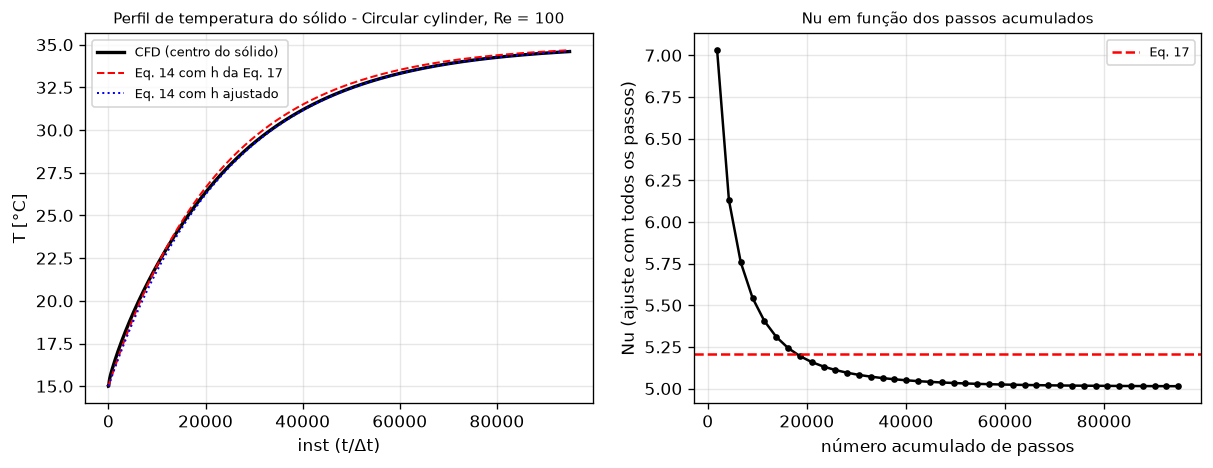 Perfil de temperatura do sólido - Circular cylinder, Re = 100
CFD (centro do sólido)
Eq. 14 com h da Eq. 17
Eq. 14 com h ajustado
T [°C]
35.0
32.5
30.0
27.5
25.0
22.5
20.0
17.5
15.0
0
20000
40000
60000
80000
inst (t/Δt)
Nu em função dos passos acumulados
Eq. 17
Nu (ajuste com todos os passos)
7.00
6.75
6.50
6.25
6.00
5.75
5.50
5.25
5.00
0
20000
40000
60000
80000
número acumulado de passos